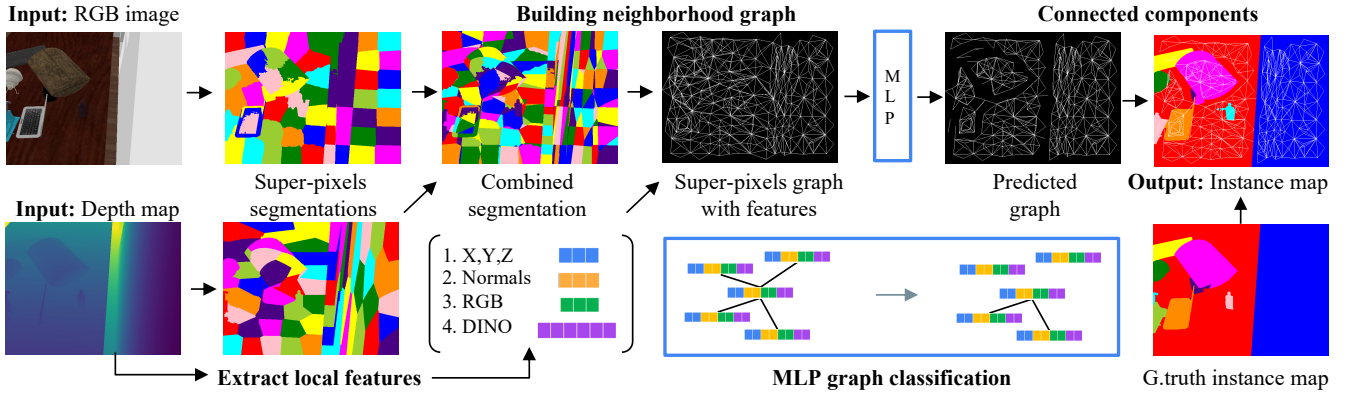 Input: RGB image
Building neighborhood graph
Connected components
M
L
P
Super-pixels
segmentations
Combined
segmentation
Super-pixels graph
with features
Predicted
graph
Output: Instance map
Input: Depth map
1. X,Y,Z
2. Normals
3. RGB
4. DINO
Extract local features
MLP graph classification
G.truth instance map